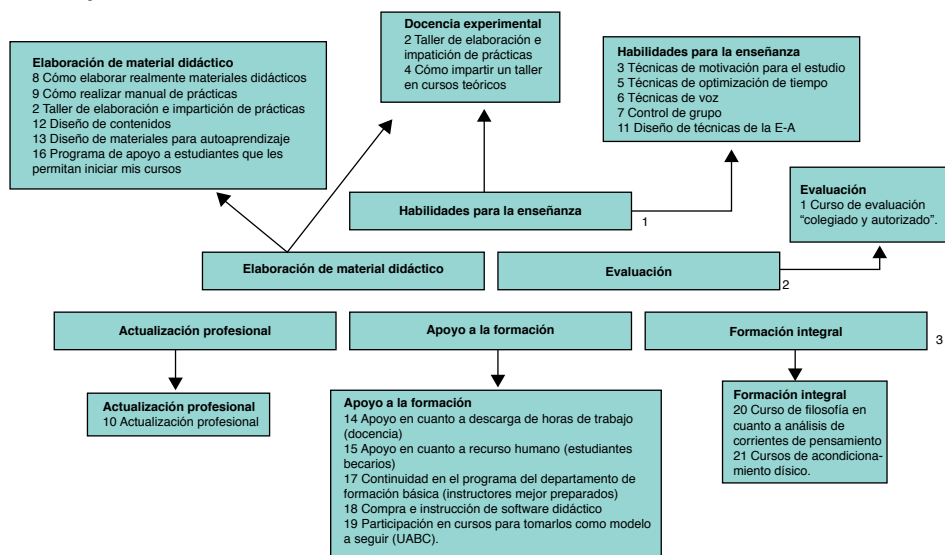 Docencia experimental
2 Taller de elaboración e
impatición de prácticas
4 Cómo impartir un taller
en cursos teóricos
Elaboración de material didáctico
8 Cómo elaborar realmente materiales didácticos
9 Cómo realizar manual de prácticas
2 Taller de elaboración e impartición de prácticas
12 Diseño de contenidos
13 Diseño de materiales para autoaprendizaje
16 Programa de apoyo a estudiantes que les
permitan iniciar mis cursos
Habilidades para la enseñanza
3 Técnicas de motivación para el estudio
5 Técnicas de optimización de tiempo
6 Técnicas de voz
7 Control de grupo
11 Diseño de técnicas de la E-A
Evaluación
1 Curso de evaluación
“colegiado y autorizado”.
Habilidades para la enseñanza
1
Elaboración de material didáctico
Evaluación
2
Actualización profesional
Apoyo a la formación
Formación integral
3
Actualización profesional
10 Actualización profesional
Apoyo a la formación
14 Apoyo en cuanto a descarga de horas de trabajo
(docencia)
15 Apoyo en cuanto a recurso humano (estudiantes
becarios)
17 Continuidad en el programa del departamento de
formación básica (instructores mejor preparados)
18 Compra e instrucción de software didáctico
19 Participación en cursos para tomarlos como modelo
a seguir (UABC).
Formación integral
20 Curso de filosofía en
cuanto a análisis de
corrientes de pensamiento
21 Cursos de acondiciona-
miento dísico.